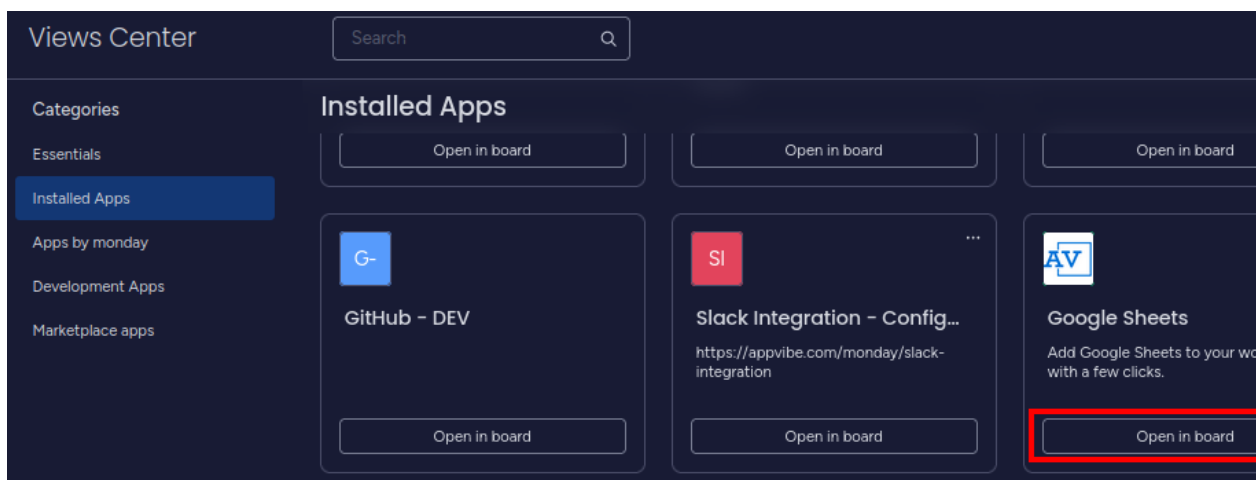 Views Center
Search
Categories
Essentials
Installed Apps
Apps by monday
Development Apps
Marketplace apps
Installed Apps
Open in board
Open in board
Open in board
G-
GitHub - DEV
Open in board
SI
...
Slack Integration - Config...
https://appvibe.com/monday/slack-
integration
Open in board
AV
Google Sheets
Add Google Sheets to your wo
with a few clicks.
Open in board